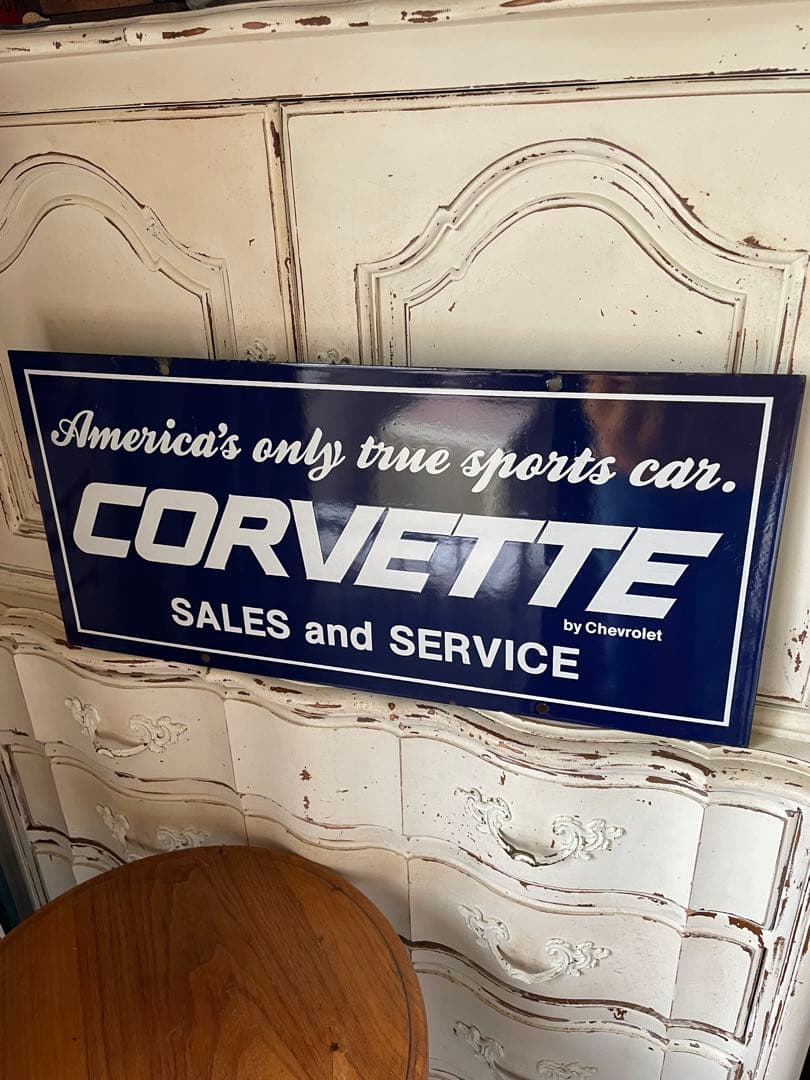 America's only true sports car.
CORVETTE
by Chevrolet
SALES and SERVICE